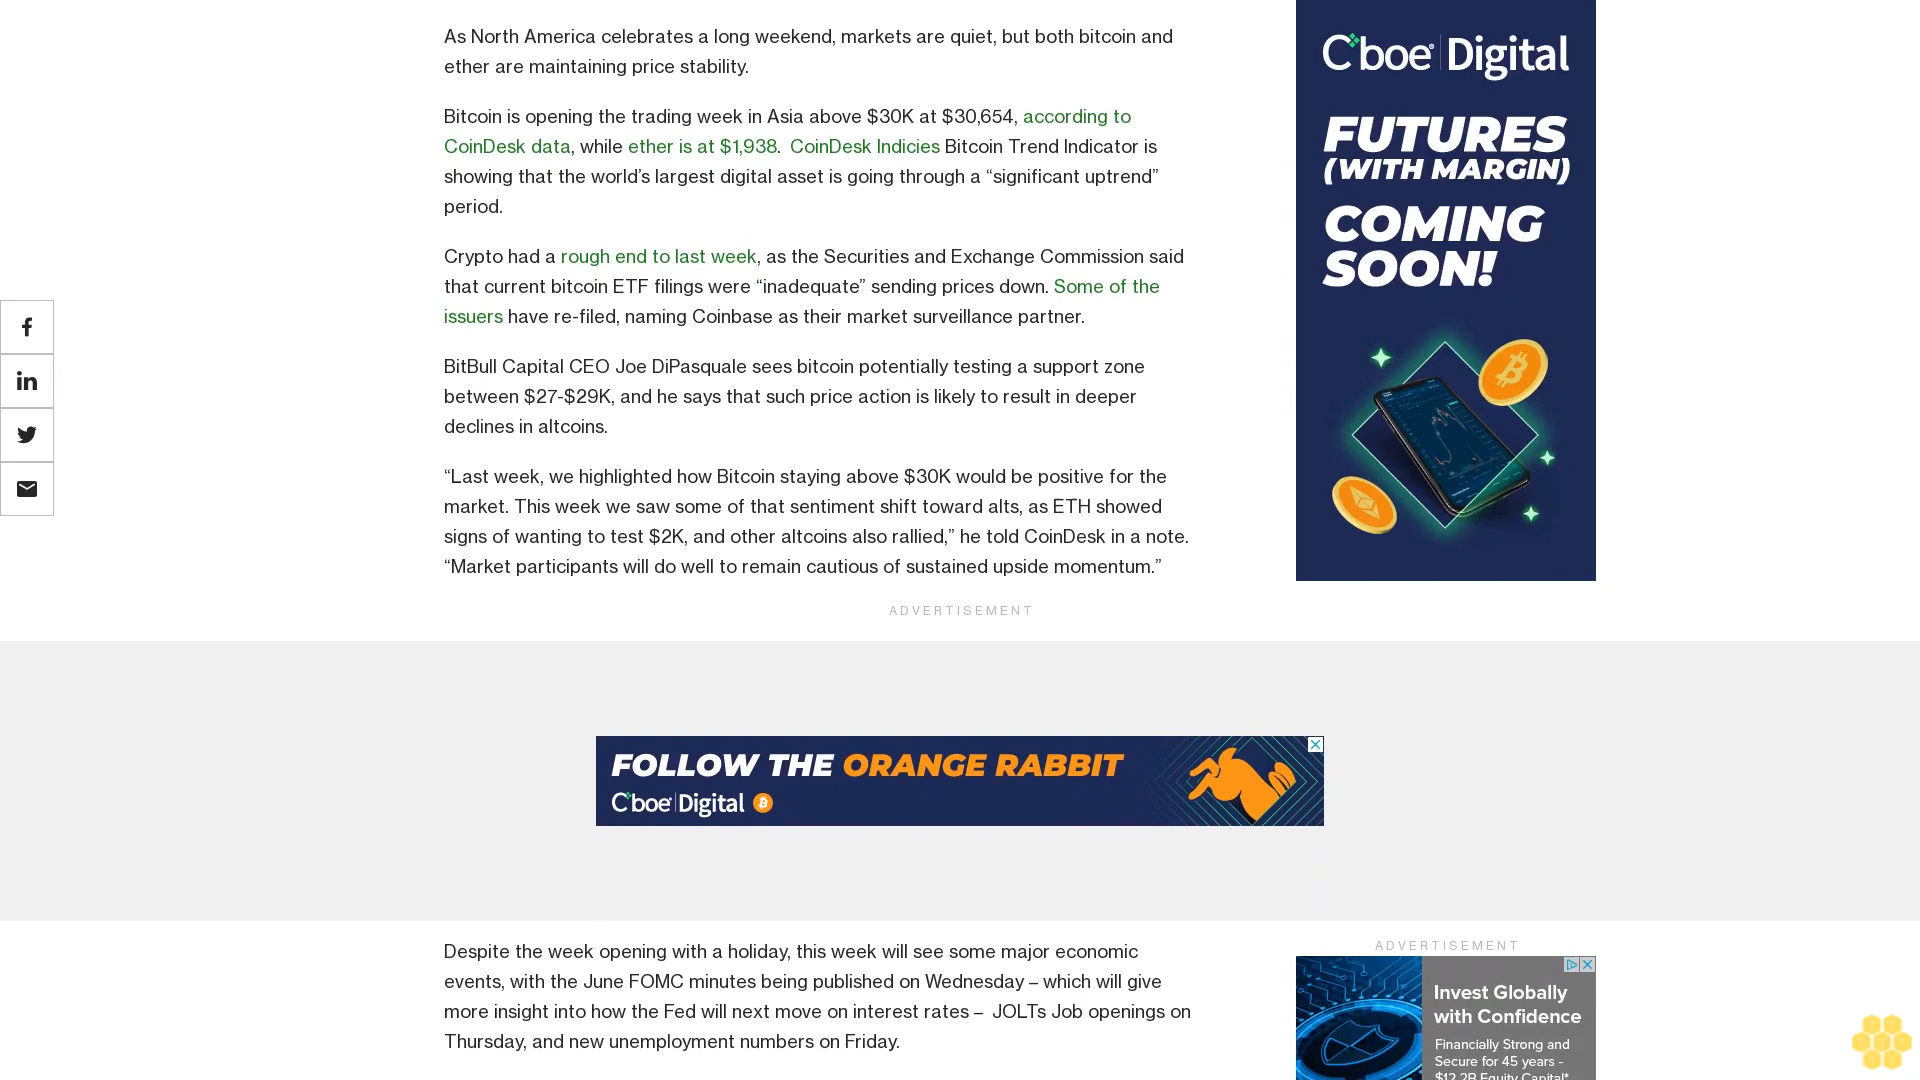 As North America celebrates a long weekend, markets are quiet, but both bitcoin and
ether are maintaining price stability.
Bitcoin is opening the trading week in Asia above $30K at $30,654, according to
CoinDesk data, while ether is at $1,938.  CoinDesk Indicies Bitcoin Trend Indicator is
showing that the world’s largest digital asset is going through a “significant uptrend”
period.
Crypto had a rough end to last week, as the Securities and Exchange Commission said
that current bitcoin ETF filings were “inadequate” sending prices down. Some of the
issuers have re-filed, naming Coinbase as their market surveillance partner.
BitBull Capital CEO Joe DiPasquale sees bitcoin potentially testing a support zone
between $27-$29K, and he says that such price action is likely to result in deeper
declines in altcoins.
“Last week, we highlighted how Bitcoin staying above $30K would be positive for the
market. This week we saw some of that sentiment shift toward alts, as ETH showed
signs of wanting to test $2K, and other altcoins also rallied,” he told CoinDesk in a note.
“Market participants will do well to remain cautious of sustained upside momentum.”
Cboe Digital
FUTURES
(WITH MARGIN)
COMING
SOON!
ADVERTISEMENT
FOLLOW THE ORANGE RABBIT
Cboe Digital
Despite the week opening with a holiday, this week will see some major economic
events, with the June FOMC minutes being published on Wednesday – which will give
more insight into how the Fed will next move on interest rates –  JOLTs Job openings on
Thursday, and new unemployment numbers on Friday.
ADVERTISEMENT
Invest Globally
with Confidence
Financially Strong and
Secure for 45 years -
$12.2B Equity Capital*